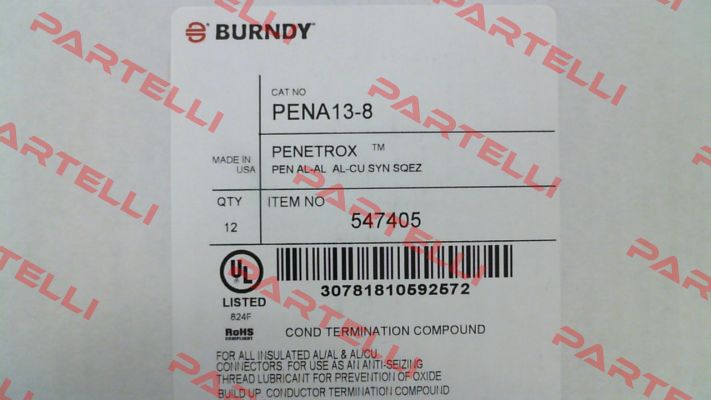 BURNDY™
CAT NO
PENA13-8
MADE IN USA
PENETROX ™
PEN AL-AL AL-CU SYN SQEZ
QTY
12
ITEM NO
547405
UL
LISTED
824F
RoHS
COMPLIANT
30781810592572
COND TERMINATION COMPOUND
FOR ALL INSULATED AL/AL & AL/CU
CONNECTORS. FOR USE AS AN ANTI-SEIZING
THREAD LUBRICANT FOR PREVENTION OF OXIDE
BUILD UP. CONDUCTOR TERMINATION COMPOUND
PARTELLI
PARTELLI
PARTELLI
PARTELLI
PARTELLI
PARTELLI
PARTELLI
PARTELLI